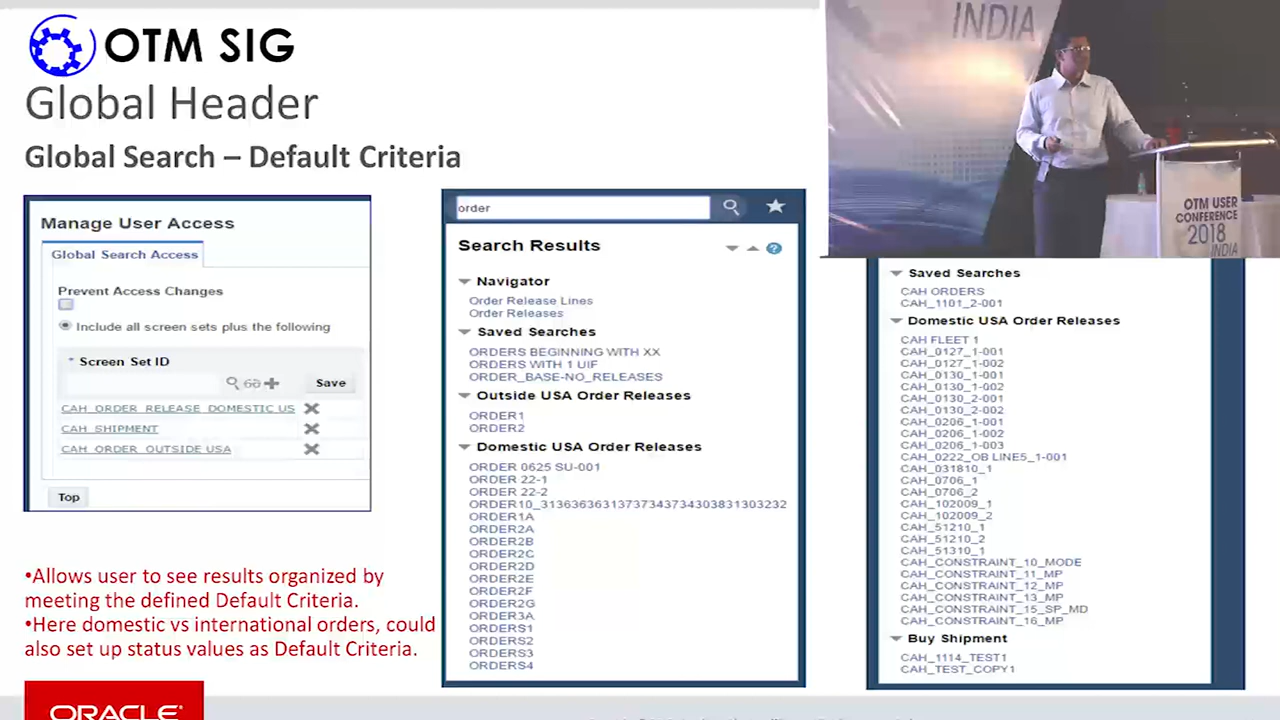 OTM SIG
Global Header
Global Search – Default Criteria
Manage User Access
Global Search Access
Prevent Access Changes
Include all screen sets plus the following
* Screen Set ID
Save
CAH_ORDER_RELEASE_DOMESTIC US
CAH_SHIPMENT
CAH_ORDER_OUTSIDE_USA
Top
•Allows user to see results organized by
meeting the defined Default Criteria.
•Here domestic vs international orders, could
also set up status values as Default Criteria.
ORACLE
order
Search Results
Navigator
Order Release Lines
Order Releases
Saved Searches
ORDERS BEGINNING WITH XX
ORDERS WITH 1 UIF
ORDER_BASE-NO_RELEASES
Outside USA Order Releases
ORDER1
ORDER2
Domestic USA Order Releases
ORDER 0625 SU-001
ORDER 22-1
ORDER 22-2
ORDER1A
ORDER2A
ORDER2B
ORDER2C
ORDER2D
ORDER2E
ORDER2F
ORDER2G
ORDER3A
ORDERS1
ORDERS2
ORDERS3
ORDERS4
INDIA
OTM USER
CONFERENCE
2018
INDIA
Saved Searches
CAH ORDERS
CAH_1101_2-001
Domestic USA Order Releases
CAH FLEET 1
CAH_0127_1-001
CAH_0127_1-002
CAH_0130_1-001
CAH_0130_1-002
CAH_0130_2-001
CAH_0130_2-002
CAH_0206_1-001
CAH_0206_1-002
CAH_0206_1-003
CAH_0222_OB LINE5_1-001
CAH_031810_1
CAH_0706_1
CAH_0706_2
CAH_102009_1
CAH_102009_2
CAH_51210_1
CAH_51210_2
CAH_51310_1
CAH_CONSTRAINT_10_MODE
CAH_CONSTRAINT_11_MP
CAH_CONSTRAINT_12_MP
CAH_CONSTRAINT_13_MP
CAH_CONSTRAINT_15_SP_MD
CAH_CONSTRAINT_16_MP
Buy Shipment
CAH_1114_TEST1
CAH_TEST_COPY1